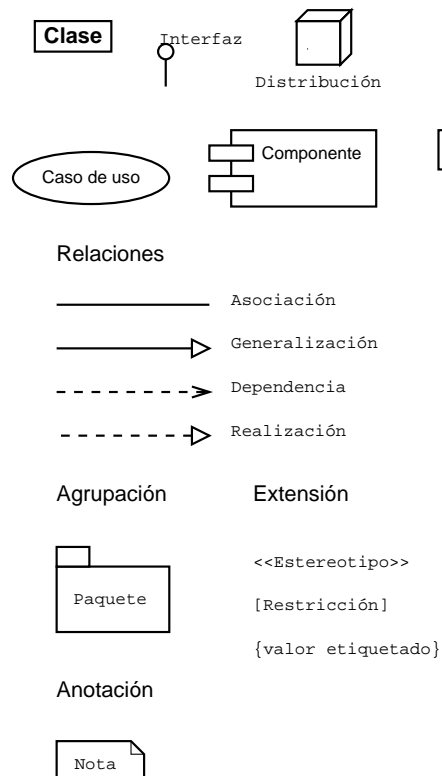 Clase
Interfaz
Distribución
Caso de uso
Componente
Relaciones
Asociación
Generalización
Dependencia
Realización
Agrupación
Extensión
Paquete
<<Estereotipo>>
[Restricción]
{valor etiquetado}
Anotación
Nota